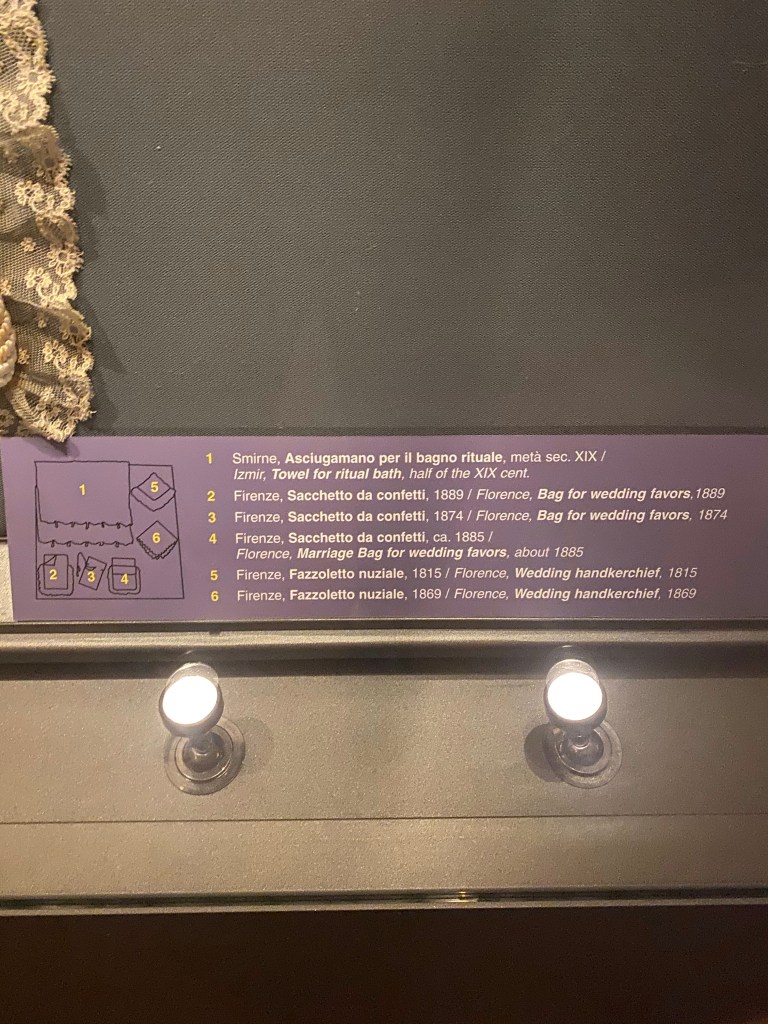 1 Smirne, Asciugamano per il bagno rituale, metà sec. XIX /
Izmir, Towel for ritual bath, half of the XIX cent.
2 Firenze, Sacchetto da confetti, 1889 / Florence, Bag for wedding favors,1889
3 Firenze, Sacchetto da confetti, 1874 / Florence, Bag for wedding favors, 1874
4 Firenze, Sacchetto da confetti, ca. 1885 /
Florence, Marriage Bag for wedding favors, about 1885
5 Firenze, Fazzoletto nuziale, 1815 / Florence, Wedding handkerchief, 1815
6 Firenze, Fazzoletto nuziale, 1869 / Florence, Wedding handkerchief, 1869
1
5
6
2 3 4